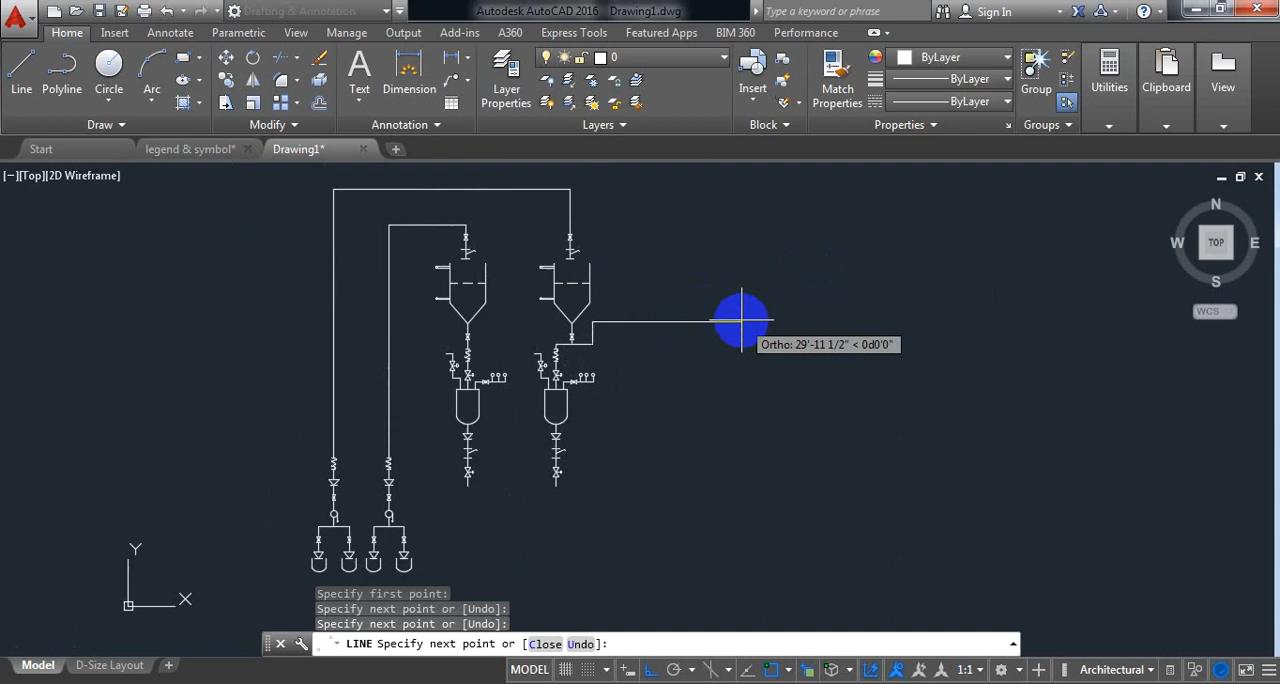 Drafting & Annotation
Autodesk AutoCAD 2016 Drawing1.dwg
Type a keyword or phrase
Sign In
Home Insert Annotate Parametric View Manage Output Add-ins A360 Express Tools Featured Apps BIM 360 Performance
Line Polyline Circle Arc
Text Dimension
Layer Properties
0
Insert
Match Properties
ByLayer
ByLayer
ByLayer
Group
Utilities
Clipboard
View
Draw Modify Annotation Layers Block Properties Groups
Start legend & symbol* Drawing1*
[−][Top][2D Wireframe]
N
W TOP E
S
WCS
Ortho: 29'-11 1/2" < 0d0'0"
Y
X
Specify first point:
Specify next point or [Undo]:
Specify next point or [Undo]:
LINE Specify next point or [Close Undo]:
Model D-Size Layout
MODEL 1:1 Architectural